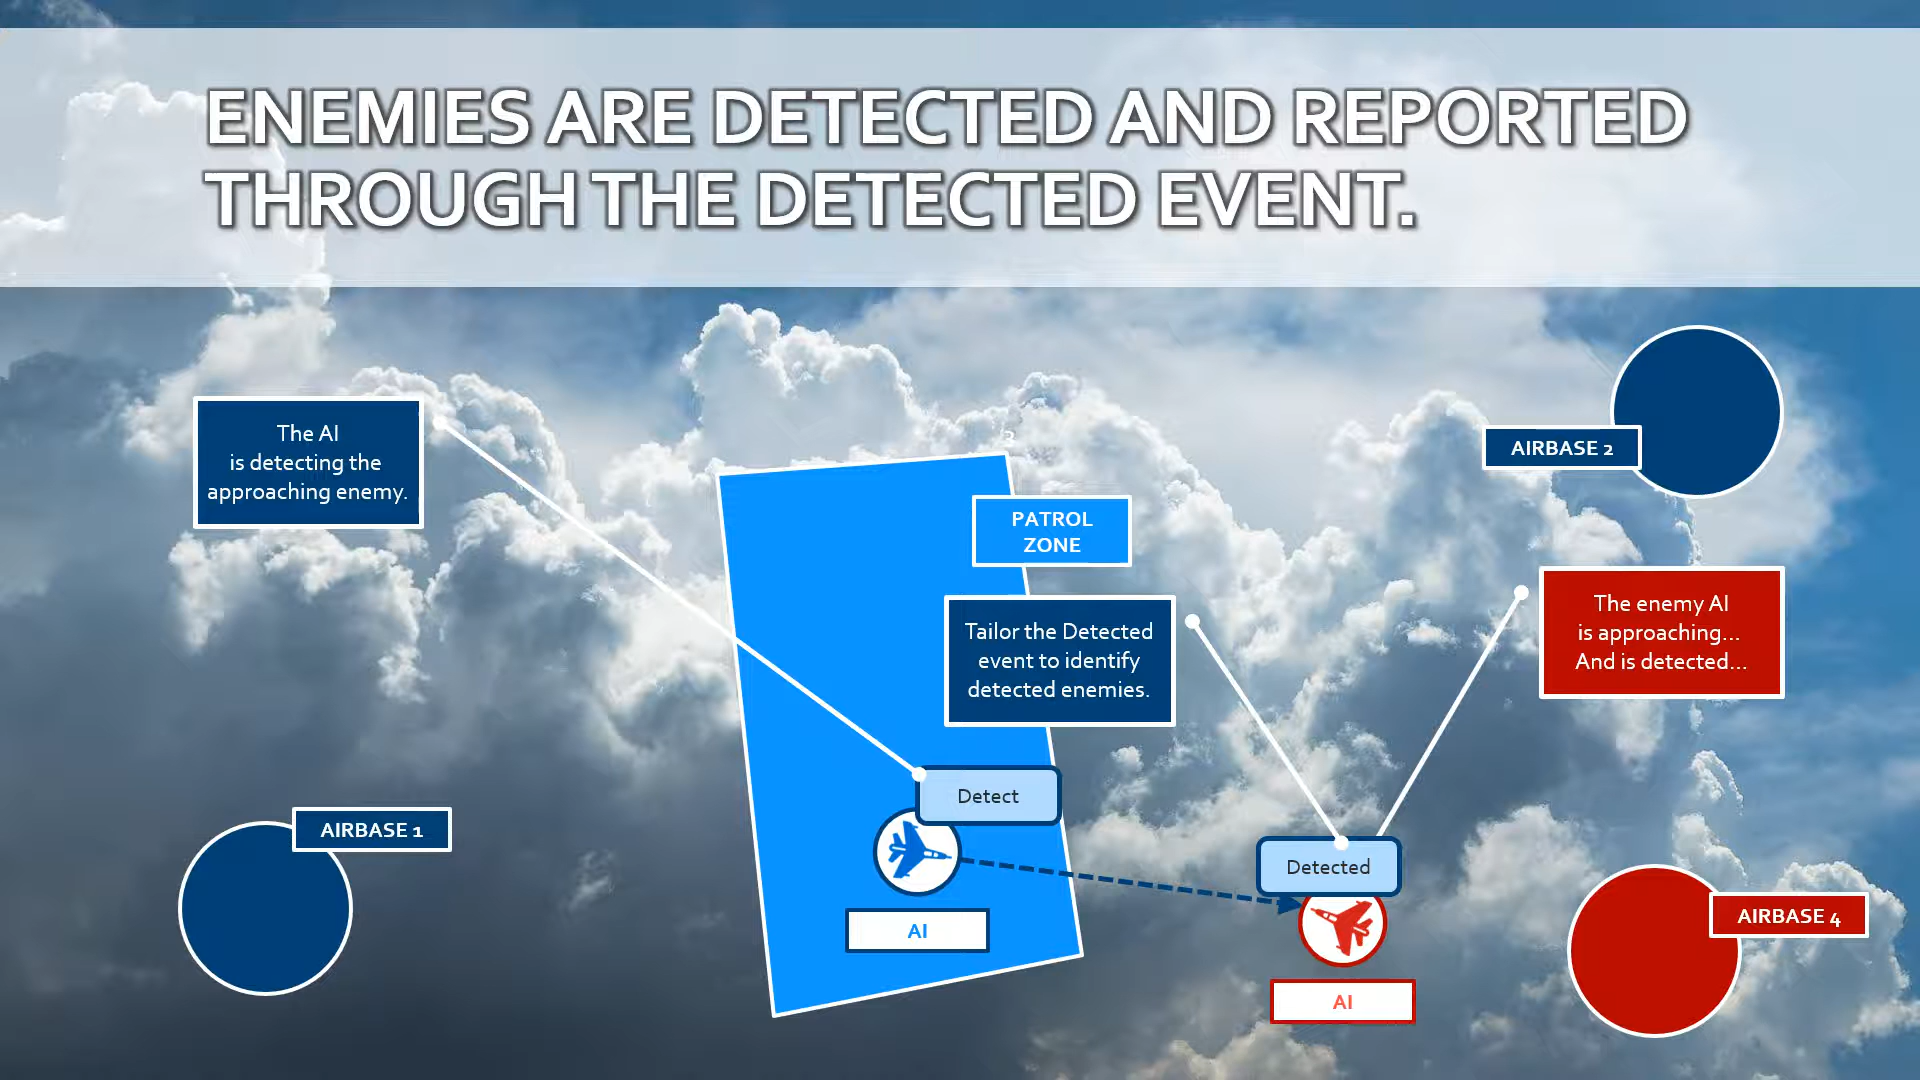 ENEMIES ARE DETECTED AND REPORTED
THROUGH THE DETECTED EVENT.
The AI
is detecting the
approaching enemy.
3
AIRBASE 2
PATROL
ZONE
Tailor the Detected
event to identify
detected enemies.
The enemy AI
is approaching...
And is detected...
Detect
AIRBASE 1
Detected
AI
AIRBASE 4
AI